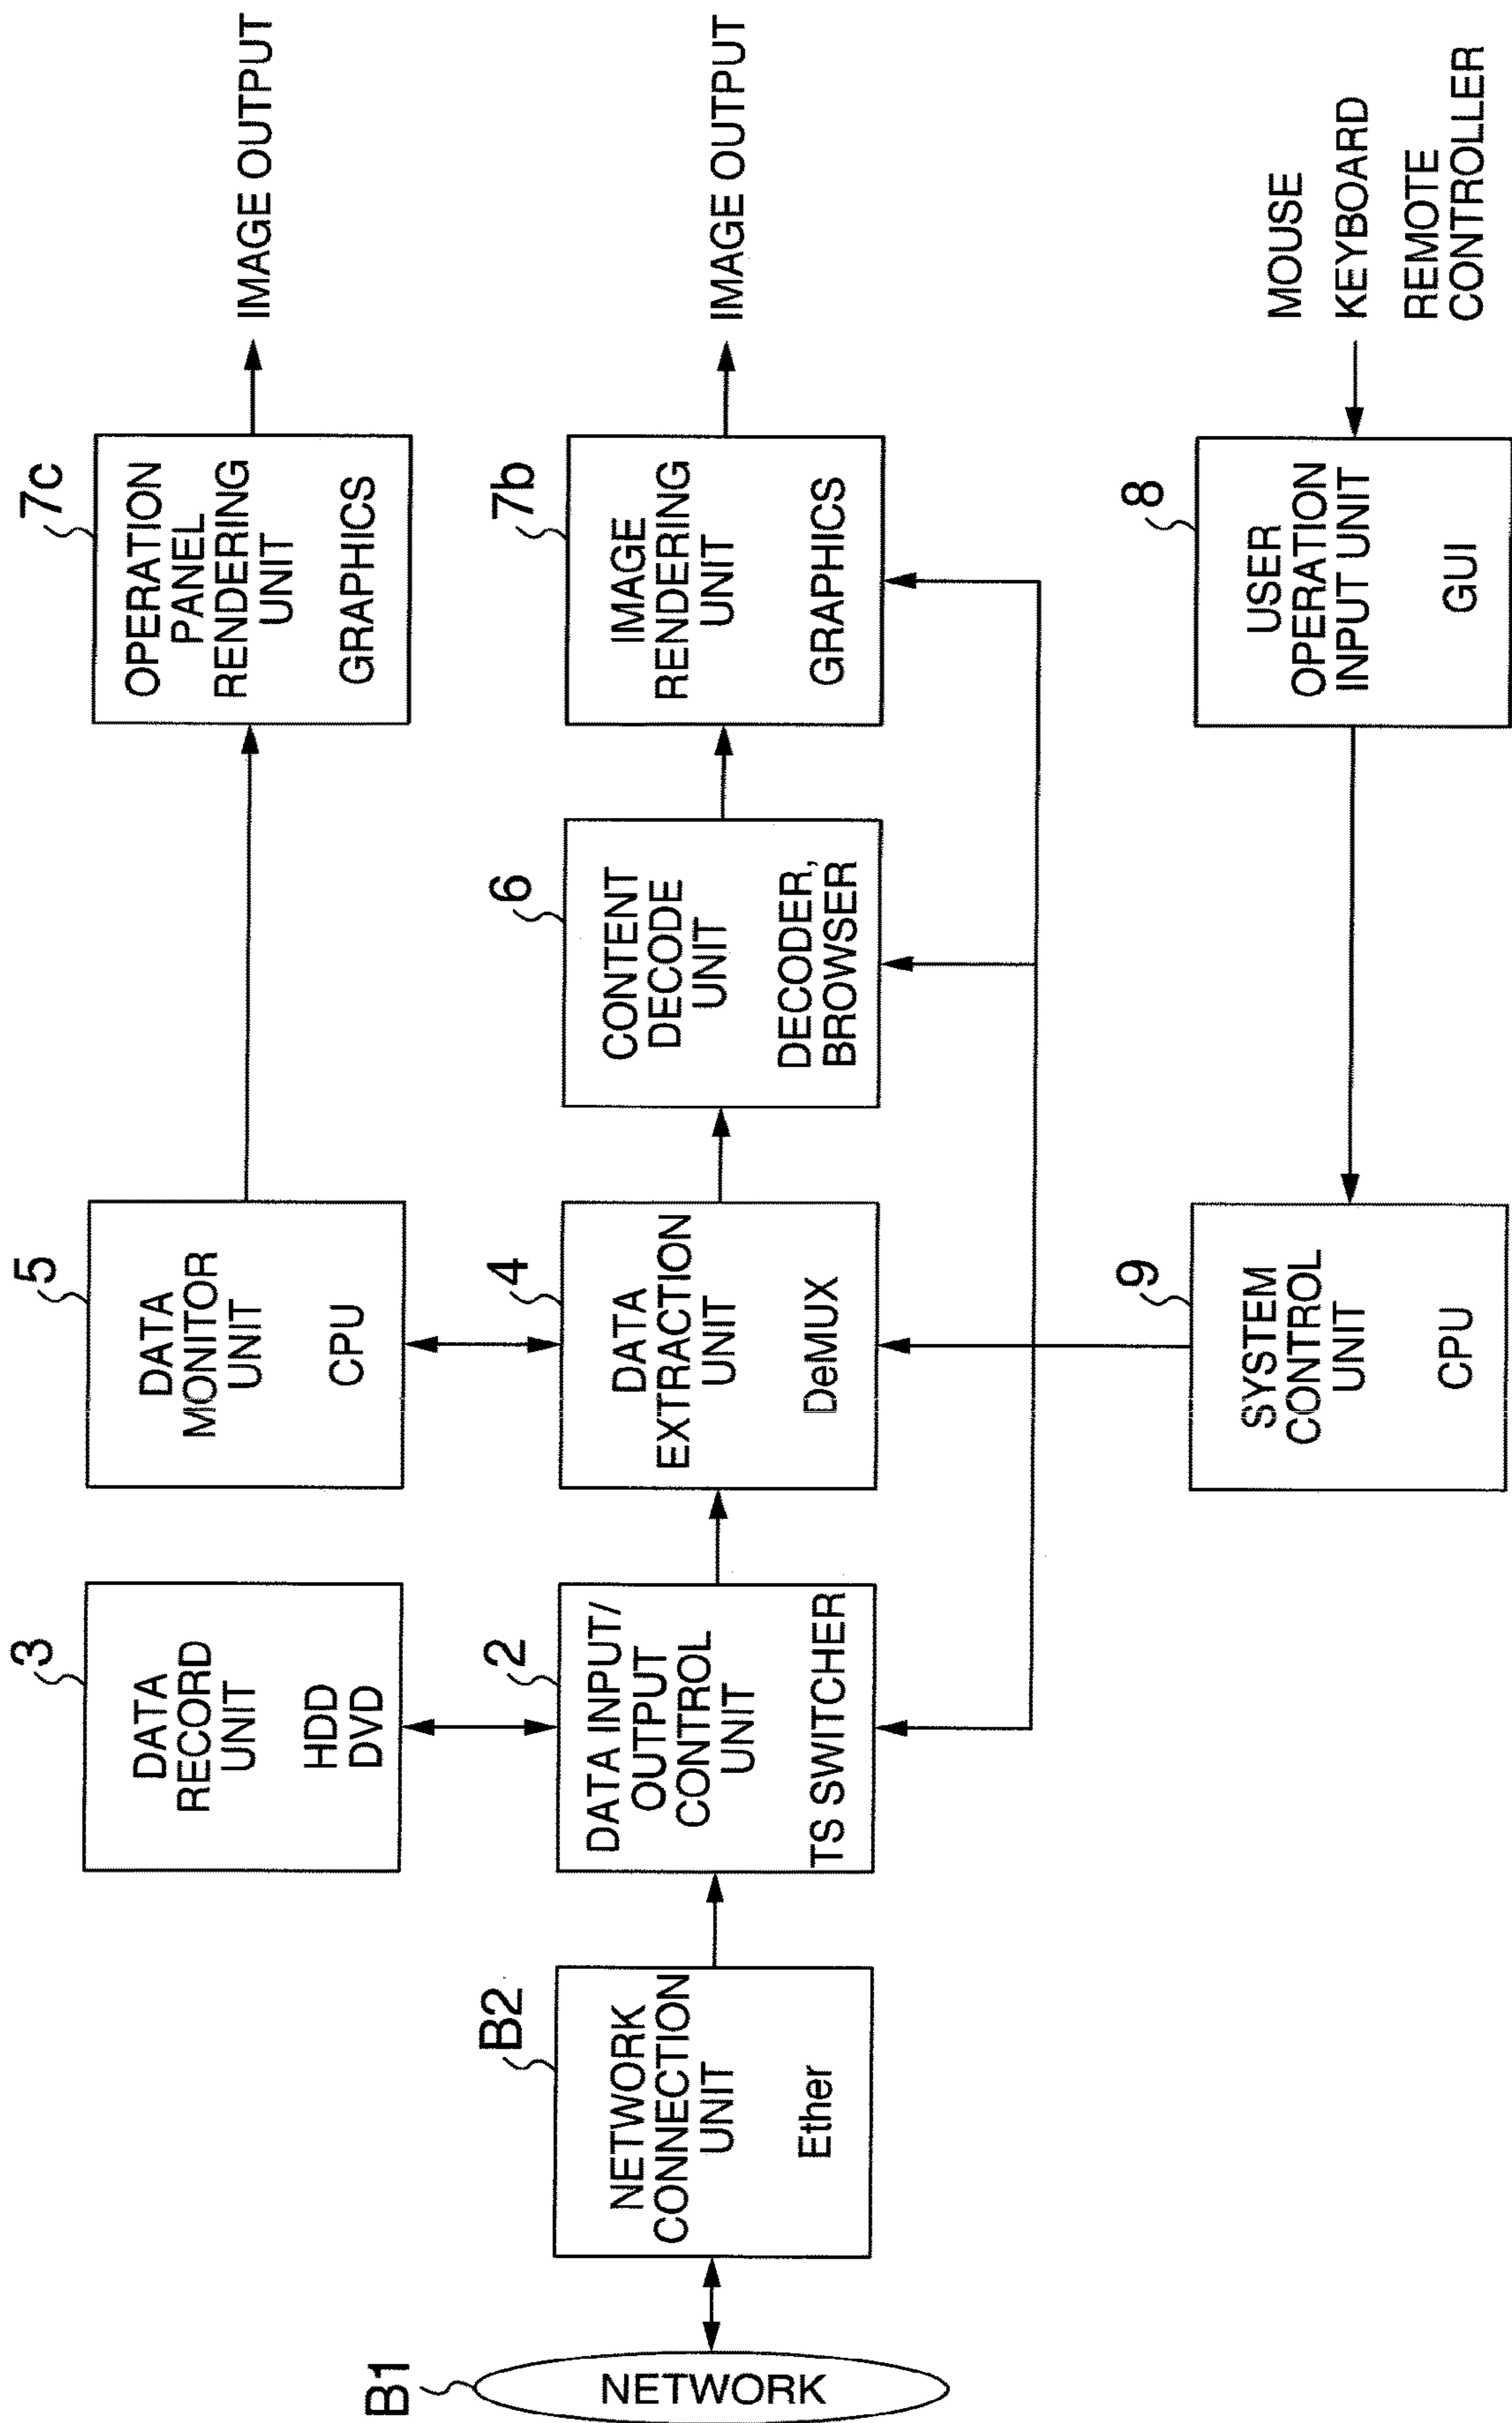 3
DATA
RECORD
UNIT
HDD
DVD
5
DATA
MONITOR
UNIT
CPU
7c
OPERATION
PANEL
RENDERING
UNIT
GRAPHICS
IMAGE OUTPUT
B1
NETWORK
B2
NETWORK
CONNECTION
UNIT
Ether
2
DATA INPUT/
OUTPUT
CONTROL
UNIT
TS SWITCHER
4
DATA
EXTRACTION
UNIT
DeMUX
6
CONTENT
DECODE
UNIT
DECODER,
BROWSER
7b
IMAGE
RENDERING
UNIT
GRAPHICS
IMAGE OUTPUT
9
SYSTEM
CONTROL
UNIT
CPU
8
USER
OPERATION
INPUT UNIT
GUI
MOUSE
KEYBOARD
REMOTE
CONTROLLER